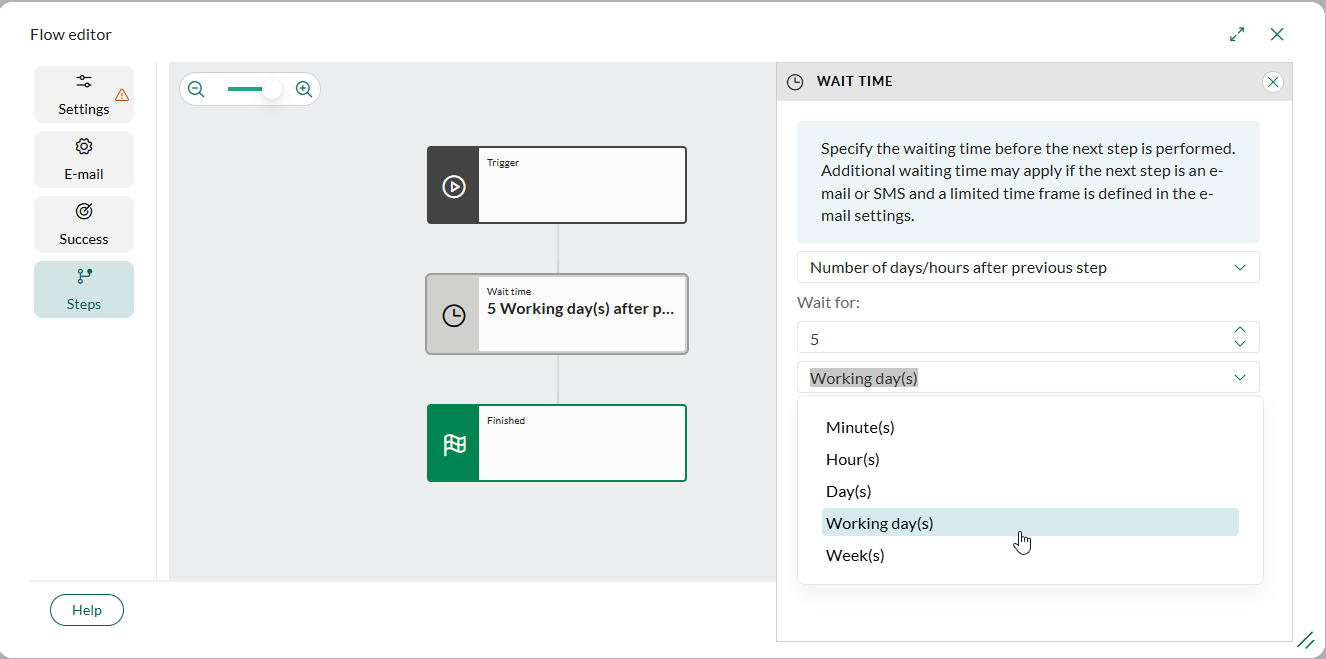 Flow editor
Settings
E-mail
Success
Steps
Trigger
Wait time
5 Working day(s) after p...
Finished
WAIT TIME
Specify the waiting time before the next step is performed.
Additional waiting time may apply if the next step is an e-
mail or SMS and a limited time frame is defined in the e-
mail settings.
Number of days/hours after previous step
Wait for:
5
Working day(s)
Minute(s)
Hour(s)
Day(s)
Working day(s)
Week(s)
Help